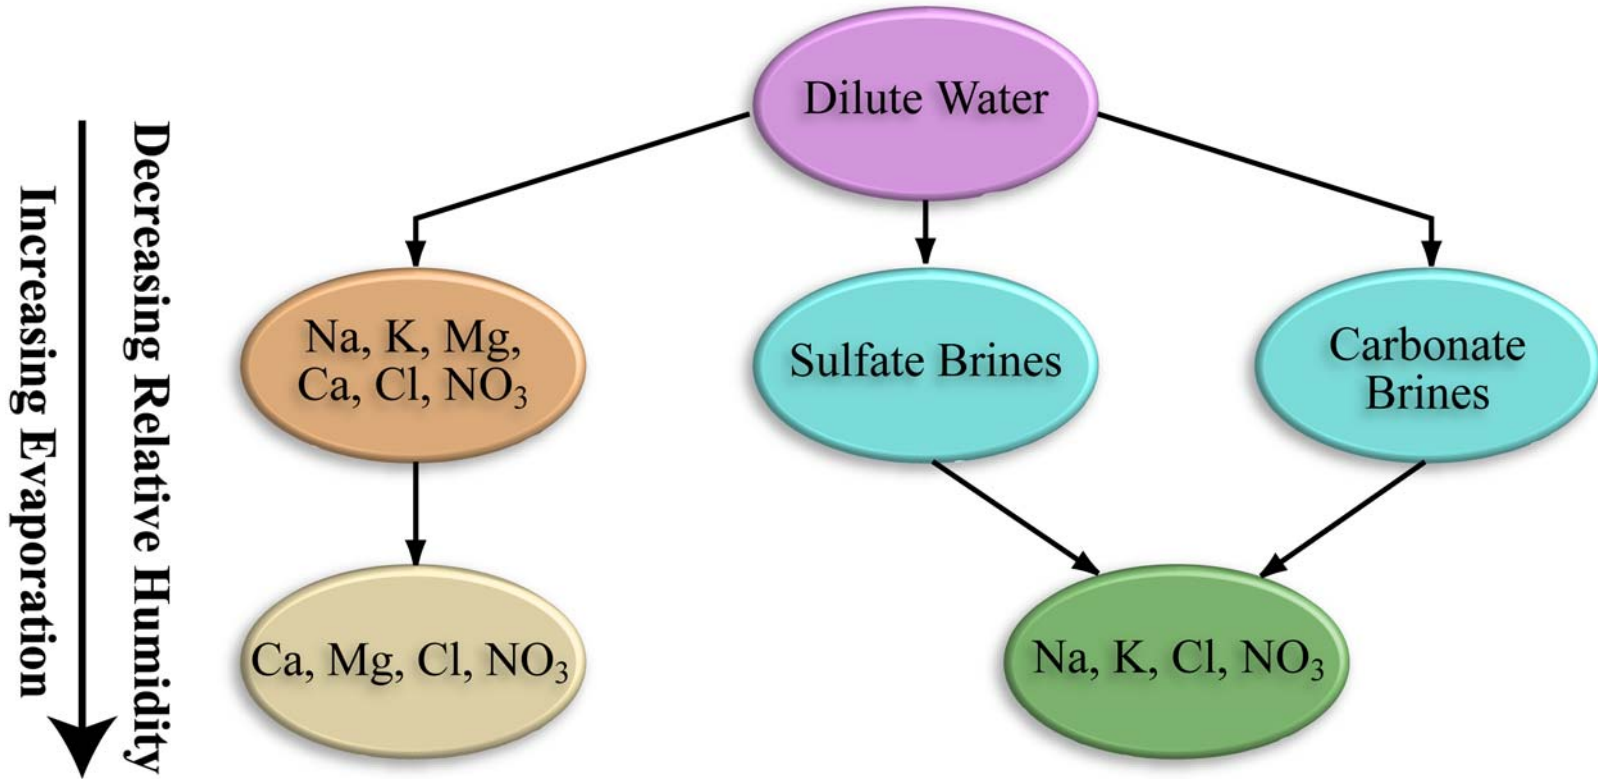 Dilute Water
Decreasing Relative Humidity
Increasing Evaporation
Na, K, Mg,
Ca, Cl, NO₃
Sulfate Brines
Carbonate
Brines
Ca, Mg, Cl, NO₃
Na, K, Cl, NO₃